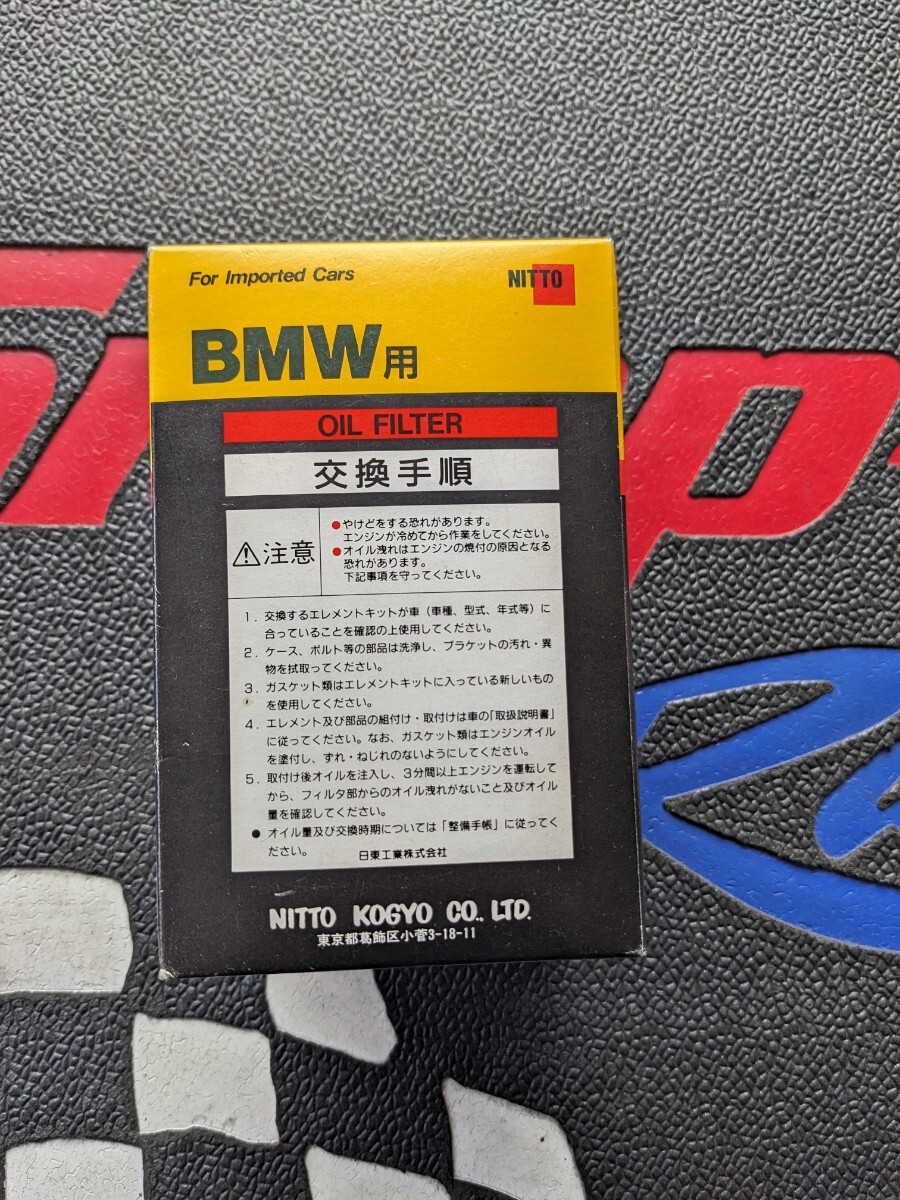 For Imported Cars
NITTO
BMW用
OIL FILTER
交換手順
注意
●やけどをする恐れがあります。
エンジンが冷めてから作業をしてください。
●オイル洩れはエンジンの焼付の原因となる
恐れがあります。
下記事項を守ってください。
1. 交換するエレメントキットが車（車種、型式、年式等）に
合っていることを確認の上使用してください。
2. ケース、ボルト等の部品は洗浄し、ブラケットの汚れ・異
物を拭取ってください。
3. ガスケット類はエレメントキットに入っている新しいもの
を使用してください。
4. エレメント及び部品の組付け・取付けは車の「取扱説明書」
に従ってください。なお、ガスケット類はエンジンオイル
を塗付し、ずれ・ねじれのないようにしてください。
5. 取付け後オイルを注入し、3分間以上エンジンを運転して
から、フィルタ部からのオイル洩れがないこと及びオイル
量を確認してください。
● オイル量及び交換時期については「整備手帳」に従ってく
ださい。
日東工業株式会社
NITTO KOGYO CO., LTD.
東京都葛飾区小菅3-18-11